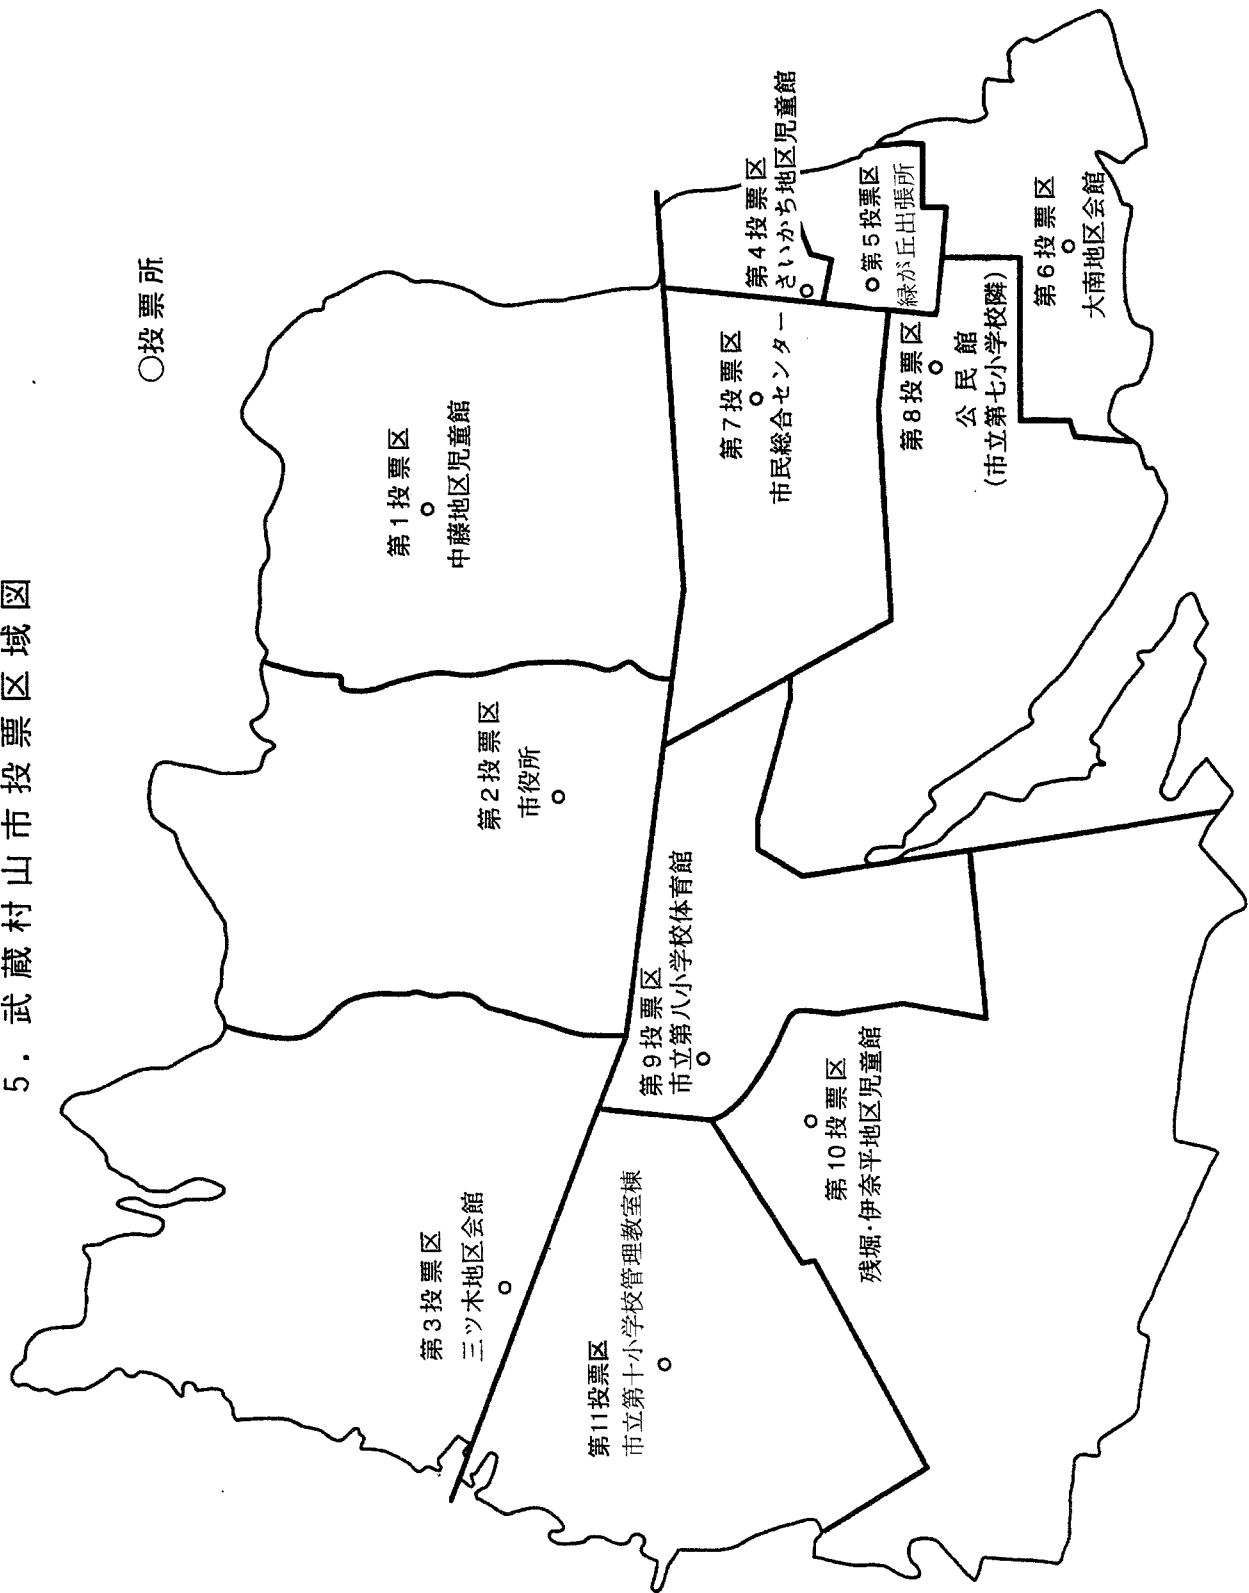 5．武蔵村山市投票区域図
○投票所
第1投票区
中藤地区児童館
第2投票区
市役所
第3投票区
三ツ木地区会館
第4投票区
さいかち地区児童館
第5投票区
緑が丘出張所
第6投票区
大南地区会館
第7投票区
市民総合センター
第8投票区
公民館
(市立第七小学校隣)
第9投票区
市立第八小学校体育館
第10投票区
残堀・伊奈平地区児童館
第11投票区
市立第十小学校管理教室棟